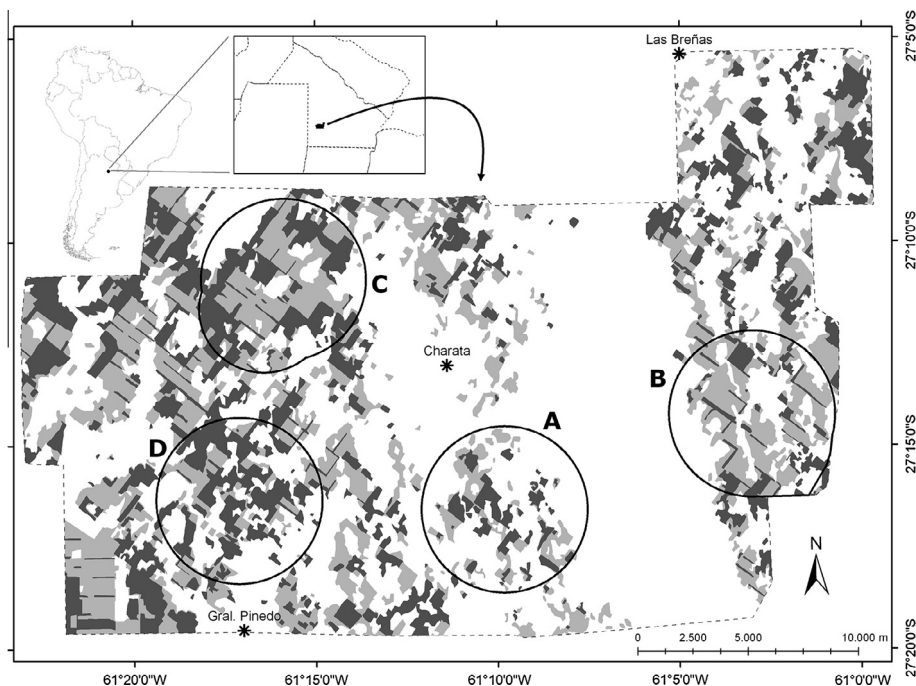 Las Breñas
27°5'0"S
27°10'0"S
C
Charata
B
A
D
27°15'0"S
N
Gral. Pinedo
0 2.500 5.000 10.000 m
27°20'0"S
61°20'0"W 61°15'0"W 61°10'0"W 61°5'0"W 61°0'0"W